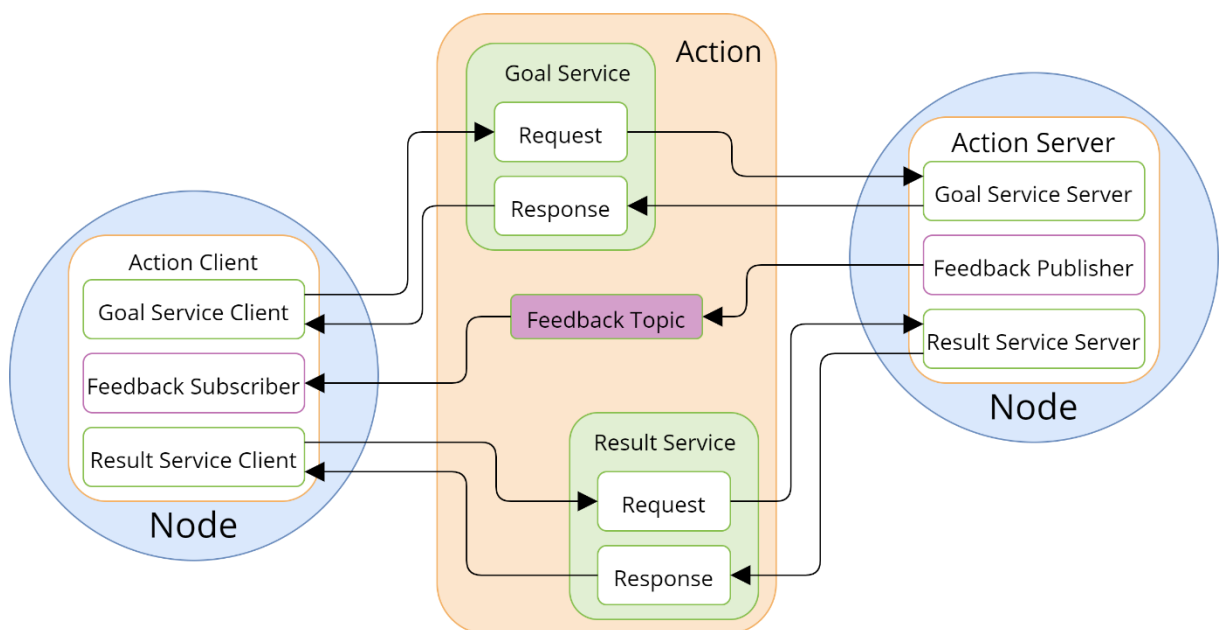 Action
Goal Service
Request
Response
Action Client
Goal Service Client
Feedback Subscriber
Result Service Client
Node
Feedback Topic
Result Service
Request
Response
Action Server
Goal Service Server
Feedback Publisher
Result Service Server
Node